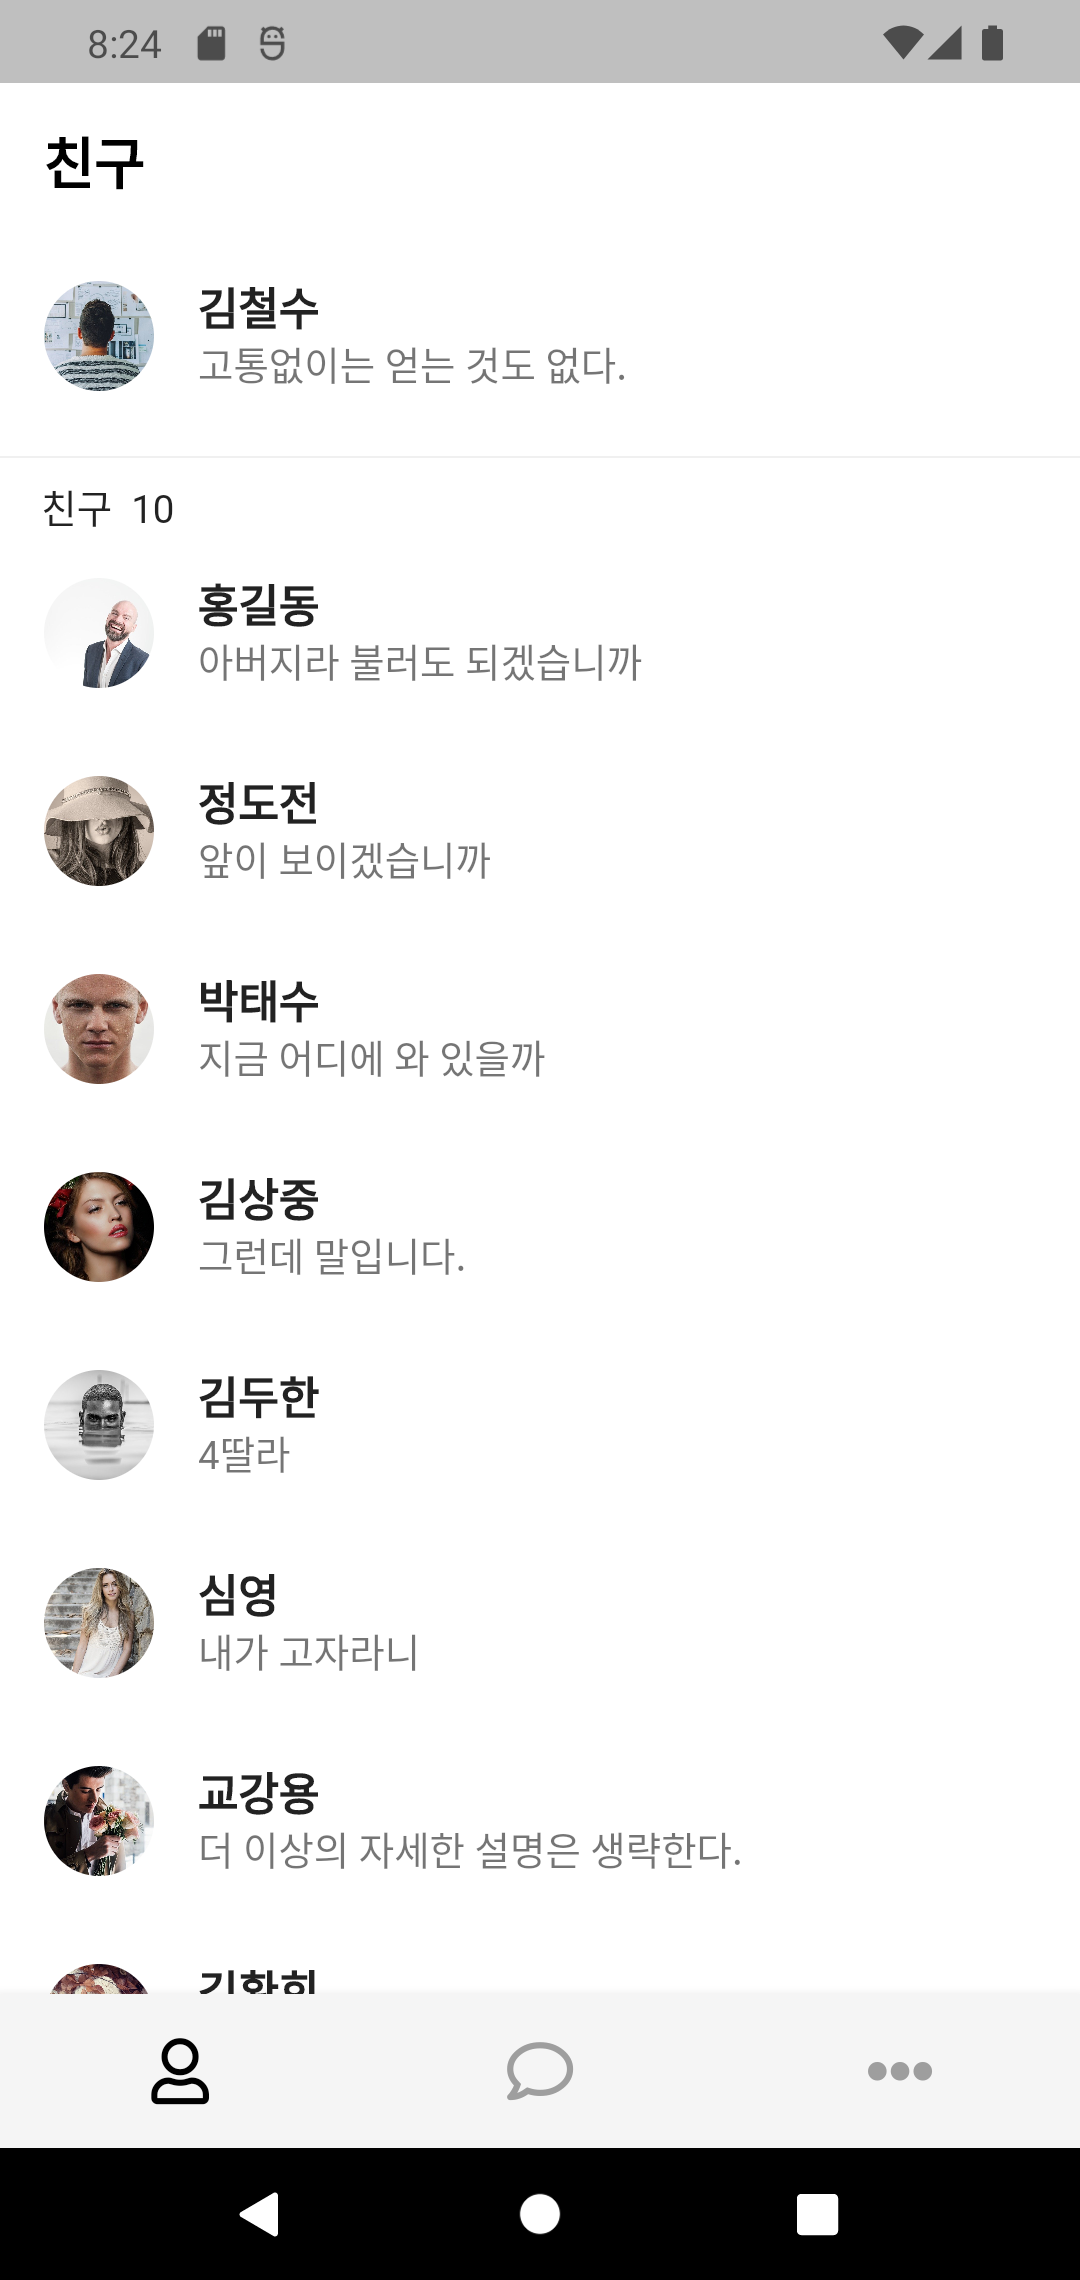 8:24
친구
김철수
고통없이는 얻는 것도 없다.
친구 10
홍길동
아버지라 불러도 되겠습니까
정도전
앞이 보이겠습니까
박태수
지금 어디에 와 있을까
김상중
그런데 말입니다.
김두한
4딸라
심영
내가 고자라니
교강용
더 이상의 자세한 설명은 생략한다.